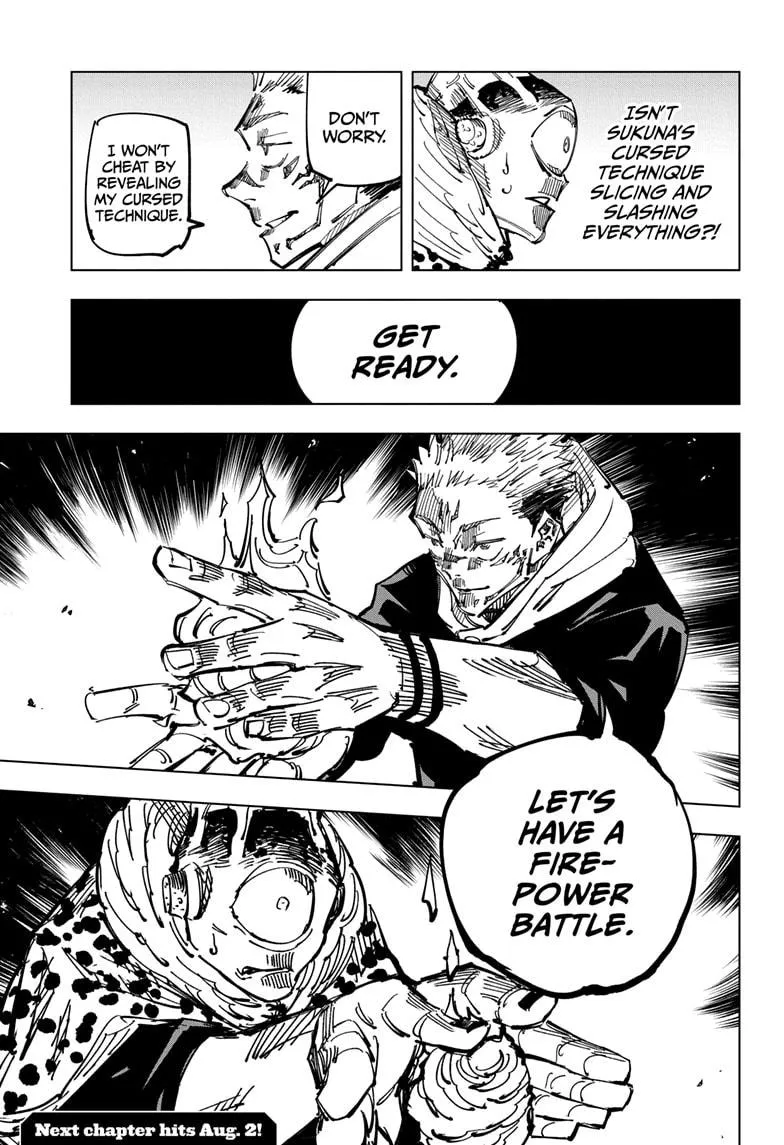 ISN'T
SUKUNA'S
CURSED
TECHNIQUE
SLICING AND
SLASHING
EVERYTHING?!
DON'T
WORRY.
I WON'T
CHEAT BY
REVEALING
MY CURSED
TECHNIQUE.
GET
READY.
LET'S
HAVE A
FIRE-
POWER
BATTLE.
Next chapter hits Aug. 2!